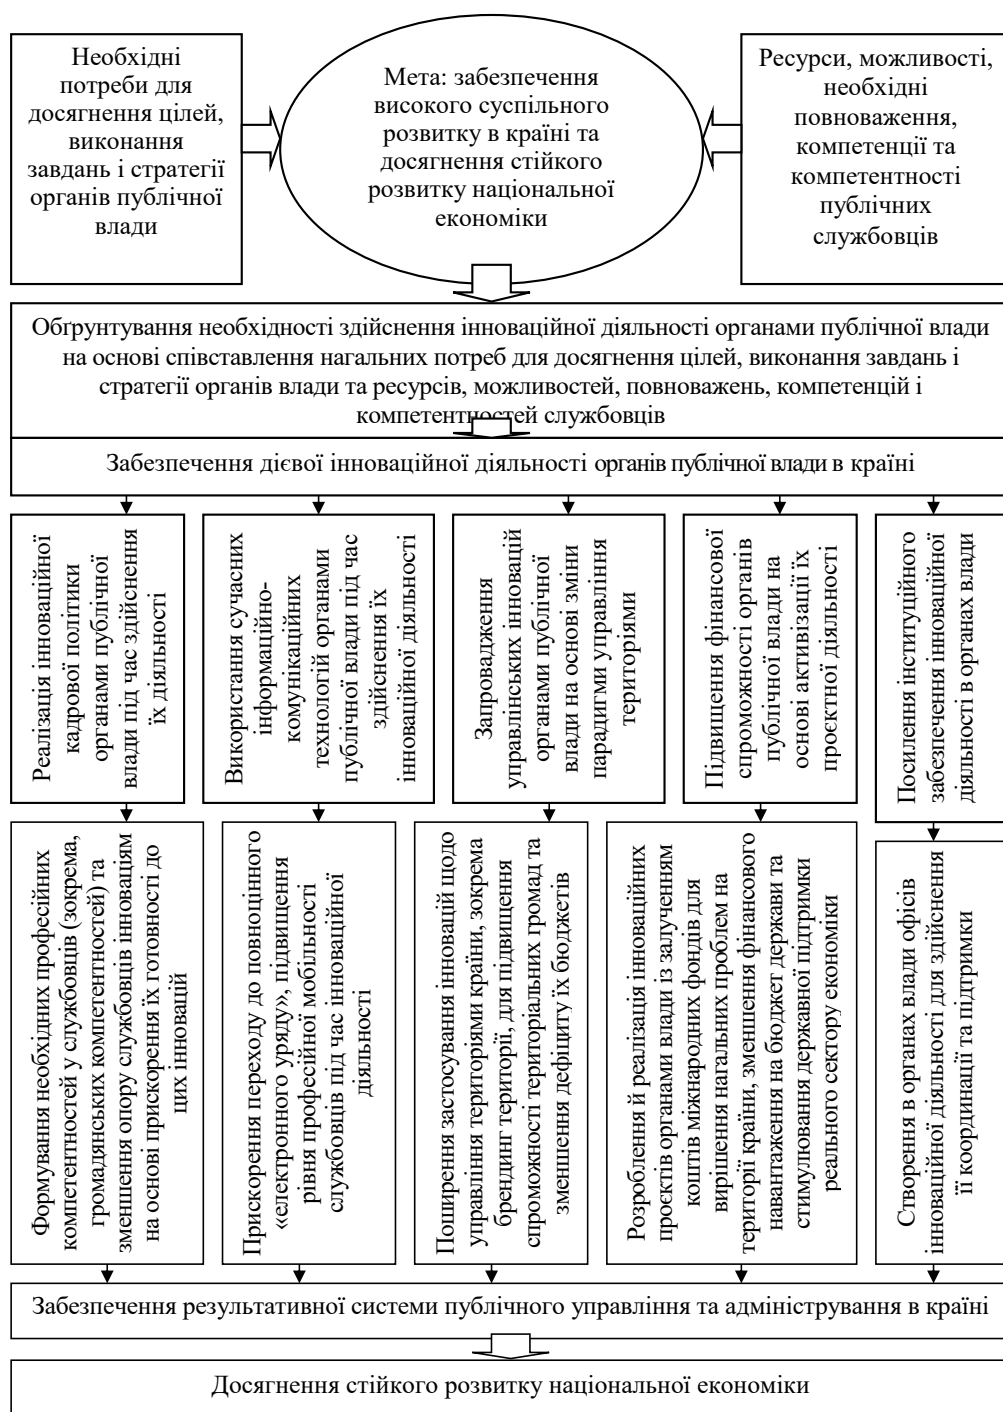 Необхідні
потреби для
досягнення цілей,
виконання
завдань і стратегії
органів публічної
влади
Мета: забезпечення
високого суспільного
розвитку в країні та
досягнення стійкого
розвитку національної
економіки
Ресурси, можливості,
необхідні
повноваження,
компетенції та
компетентності
публічних
службовців
Обґрунтування необхідності здійснення інноваційної діяльності органами публічної влади
на основі співставлення нагальних потреб для досягнення цілей, виконання завдань і
стратегії органів влади та ресурсів, можливостей, повноважень, компетенцій і
компетентностей службовців
Забезпечення дієвої інноваційної діяльності органів публічної влади в країні
Реалізація інноваційної
кадрової політики
органами публічної
влади під час здійснення
їх діяльності
Використання сучасних
інформаційно-
комунікаційних
технологій органами
публічної влади під час
здійснення їх
інноваційної діяльності
Запровадження
управлінських інновацій
органами публічної
влади на основі зміни
парадигми управління
територіями
Підвищення фінансової
спроможності органів
публічної влади на
основі активізації їх
проєктної діяльності
Посилення інституційного
забезпечення інноваційної
діяльності в органах влади
Формування необхідних професійних
компетентностей у службовців (зокрема,
громадянських компетентностей) та
зменшення опору службовців інноваціям
на основі прискорення їх готовності до
цих інновацій
Прискорення переходу до повноцінного
«електронного уряду», підвищення
рівня професійної мобільності
службовців під час інноваційної
діяльності
Поширення застосування інновацій щодо
управління територіями країни, зокрема
брендинг території, для підвищення
спроможності територіальних громад та
зменшення дефіциту їх бюджетів
Розроблення й реалізація інноваційних
проєктів органами влади із залученням
коштів міжнародних фондів для
вирішення нагальних проблем на
території країни, зменшення фінансового
навантаження на бюджет держави та
стимулювання державної підтримки
реального сектору економіки
Створення в органах влади офісів
інноваційної діяльності для здійснення
її координації та підтримки
Забезпечення результативної системи публічного управління та адміністрування в країні
Досягнення стійкого розвитку національної економіки